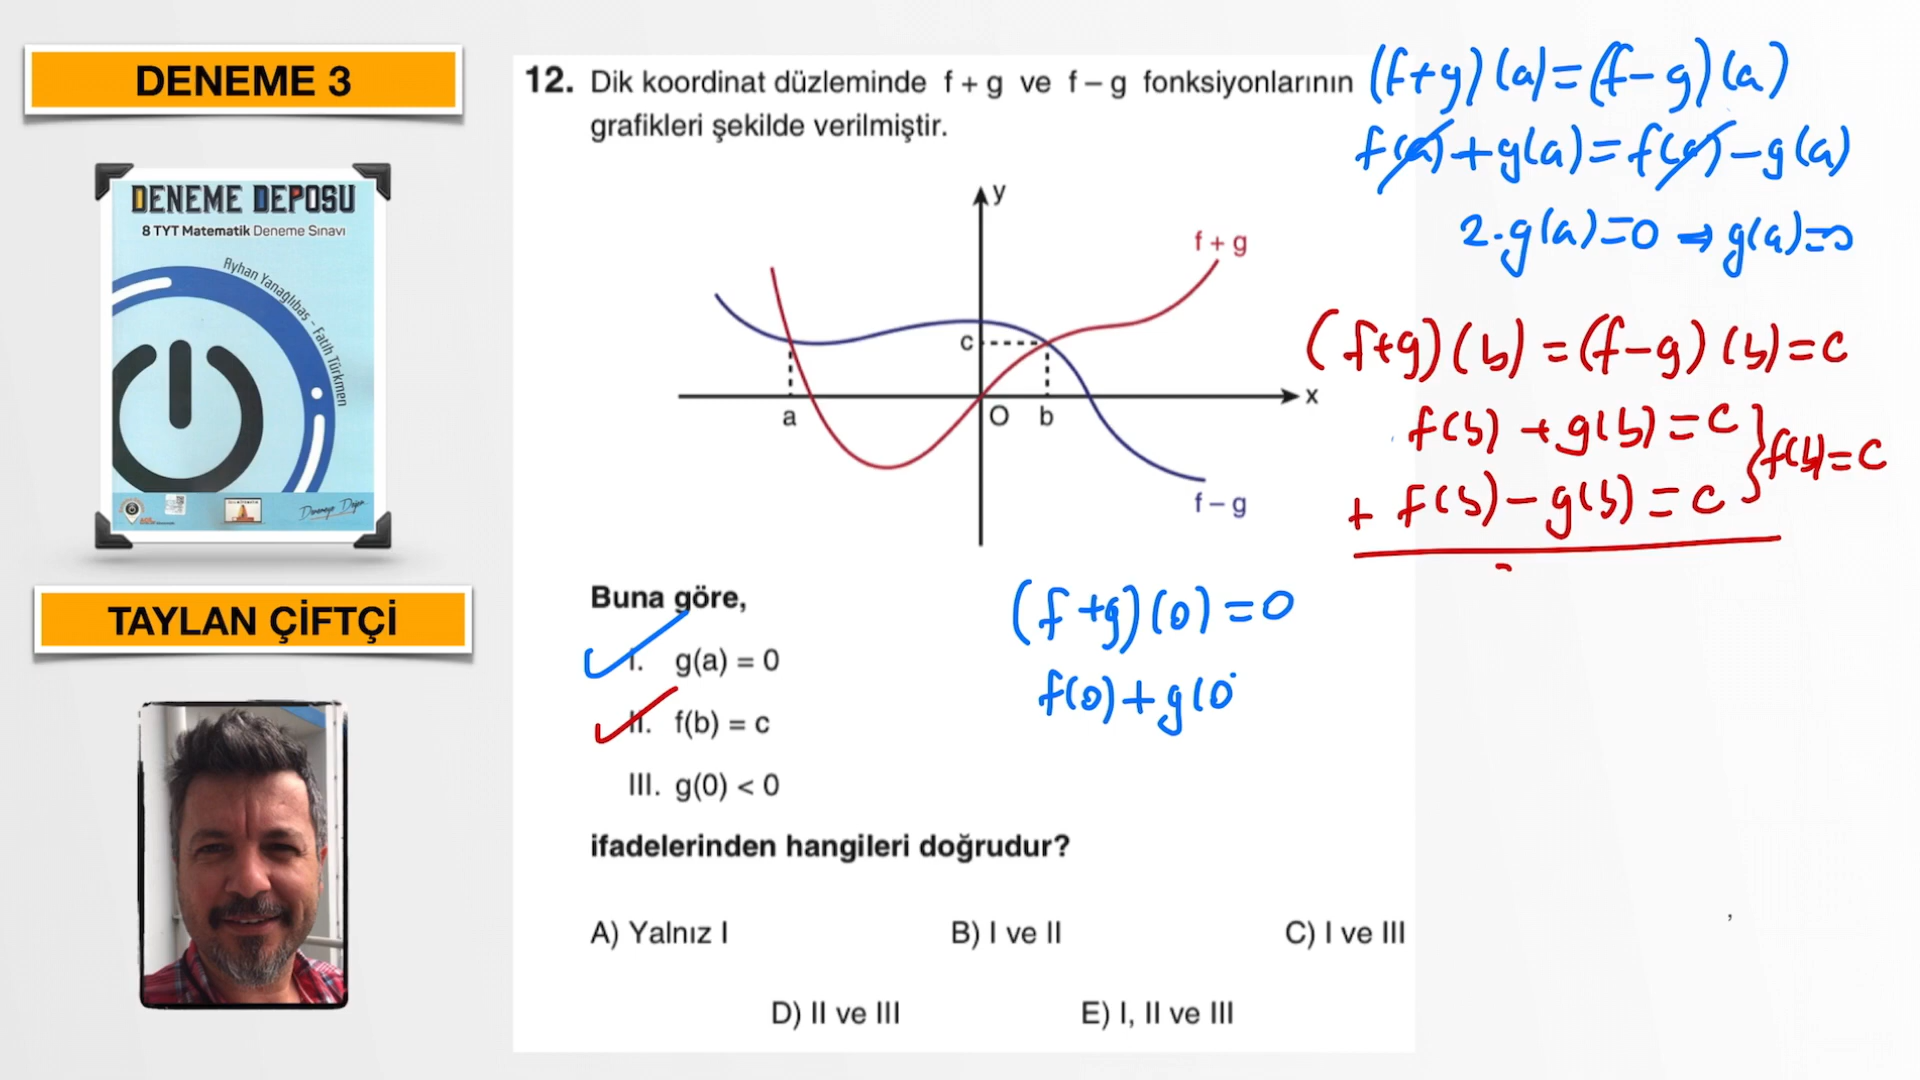 DENEME 3
DENEME DEPOSU
8 TYT Matematik Deneme Sınavı
Ayhan Yanağlıbaş - Fatih Türkmen
TAYLAN ÇİFTÇİ
12. Dik koordinat düzleminde f + g ve f – g fonksiyonlarının
grafikleri şekilde verilmiştir.
y
f + g
c
x
a
O
b
f – g
Buna göre,
I. g(a) = 0
II. f(b) = c
III. g(0) < 0
ifadelerinden hangileri doğrudur?
A) Yalnız I
B) I ve II
C) I ve III
D) II ve III
E) I, II ve III
(f+g)(a)=(f-g)(a)
f(a)+g(a)=f(a)-g(a)
2.g(a)=0 ⇒ g(a)=0
(f+g)(b)=(f-g)(b)=c
f(b)+g(b)=c
f(b)=c
+ f(b)-g(b)=c
(f+g)(0)=0
f(0)+g(0